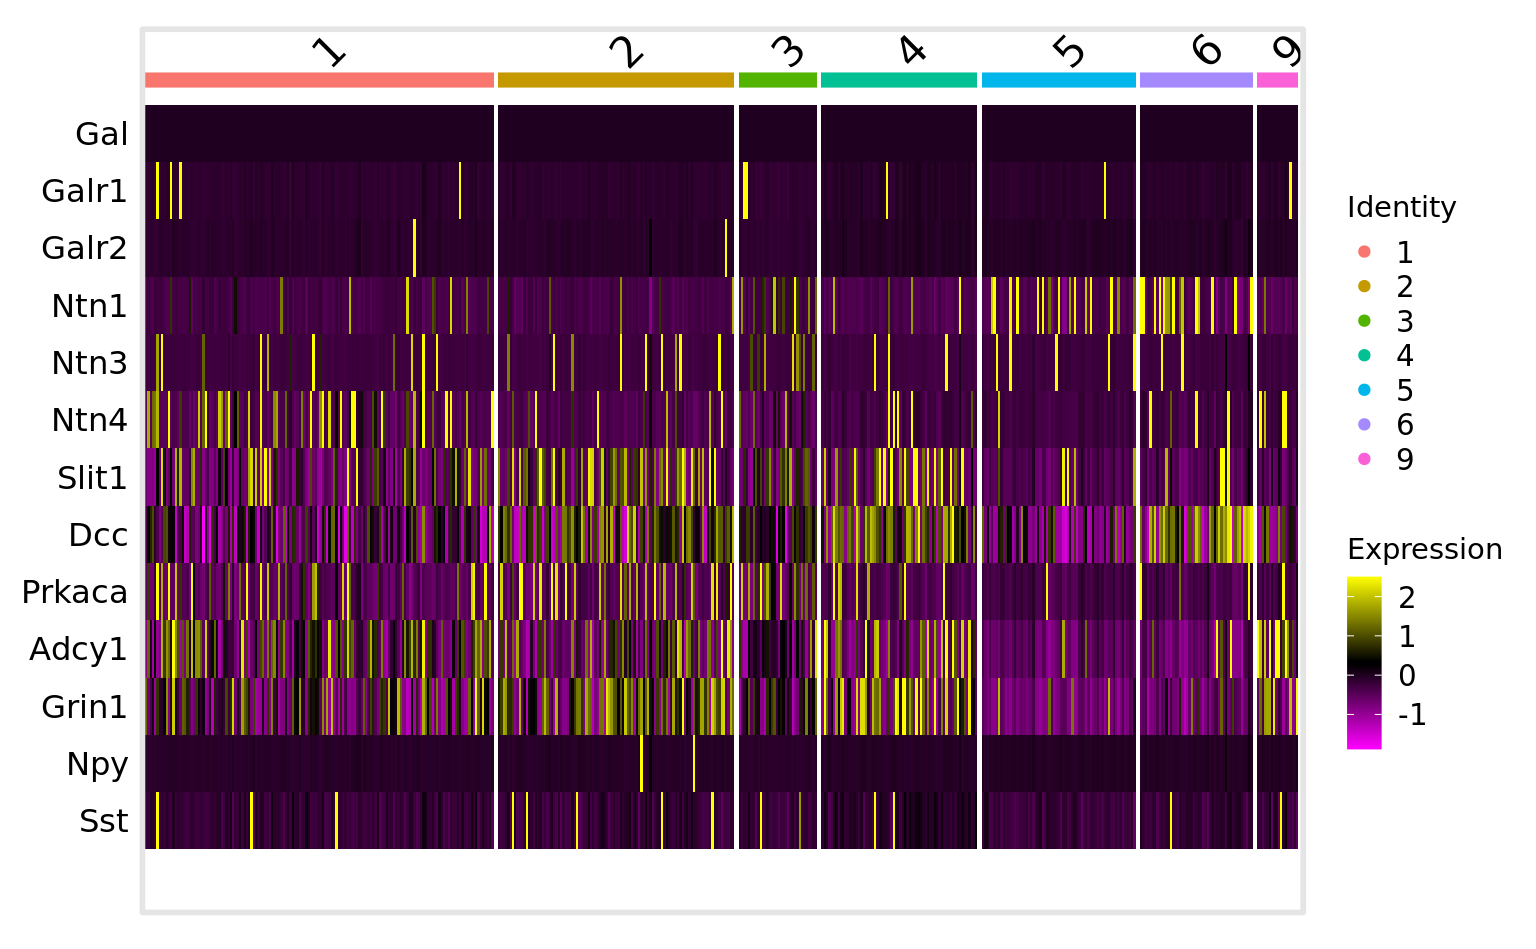 1 2 3 4 5 6 9
Gal
Galr1
Galr2
Ntn1
Ntn3
Ntn4
Slit1
Dcc
Prkaca
Adcy1
Grin1
Npy
Sst
Identity
1
2
3
4
5
6
9
Expression
2
1
0
-1